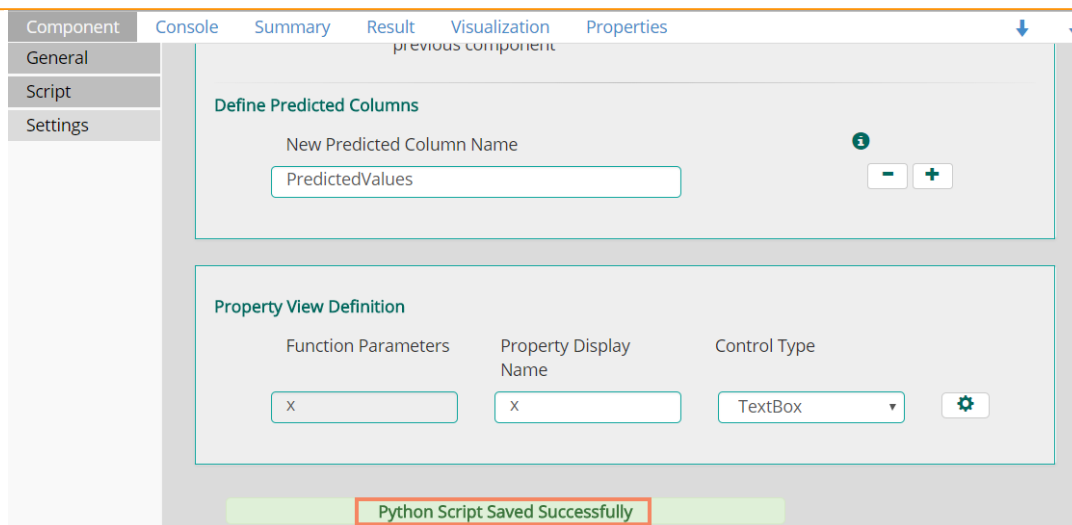 Component Console Summary Result Visualization Properties
General
Script
Settings
previous component
Define Predicted Columns
New Predicted Column Name
PredictedValues
Property View Definition
Function Parameters Property Display Name Control Type
x x TextBox
Python Script Saved Successfully